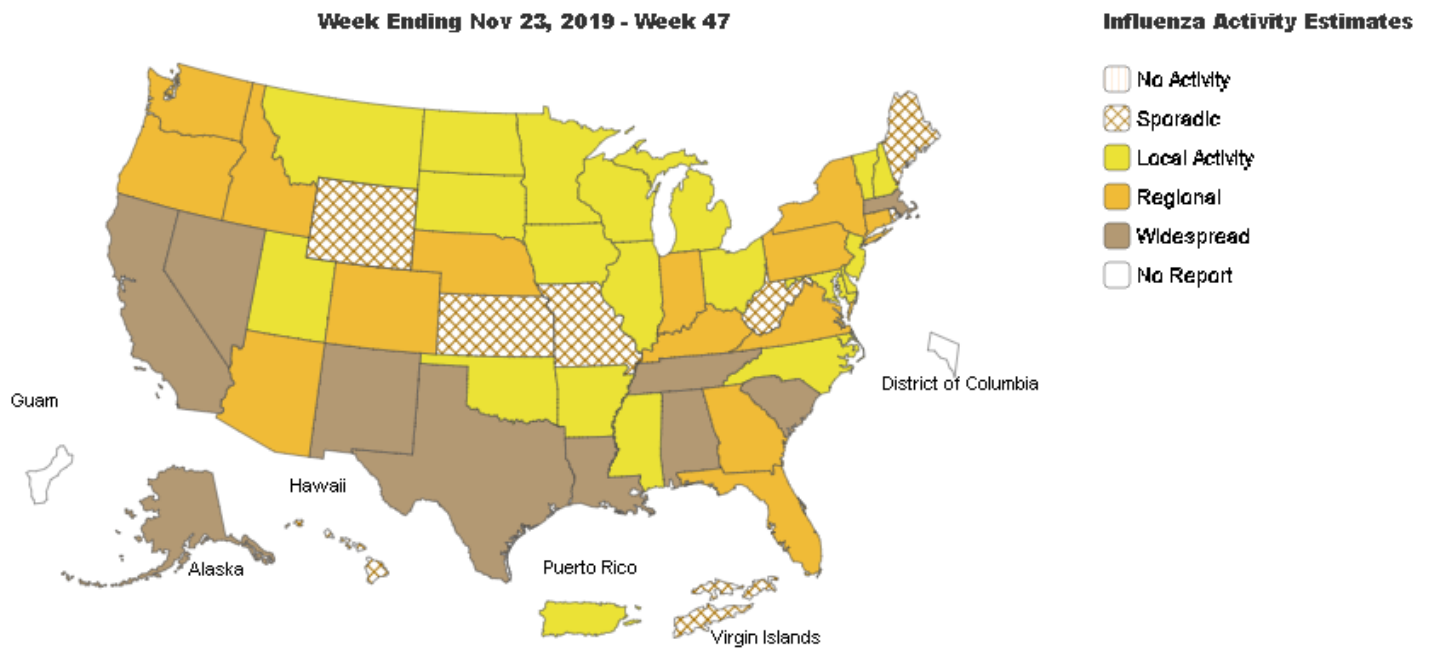 Week Ending Nov 23, 2019 - Week 47
Influenza Activity Estimates
No Activity
Sporadic
Local Activity
Regional
Widespread
No Report
District of Columbia
Guam
Hawaii
Alaska
Puerto Rico
Virgin Islands